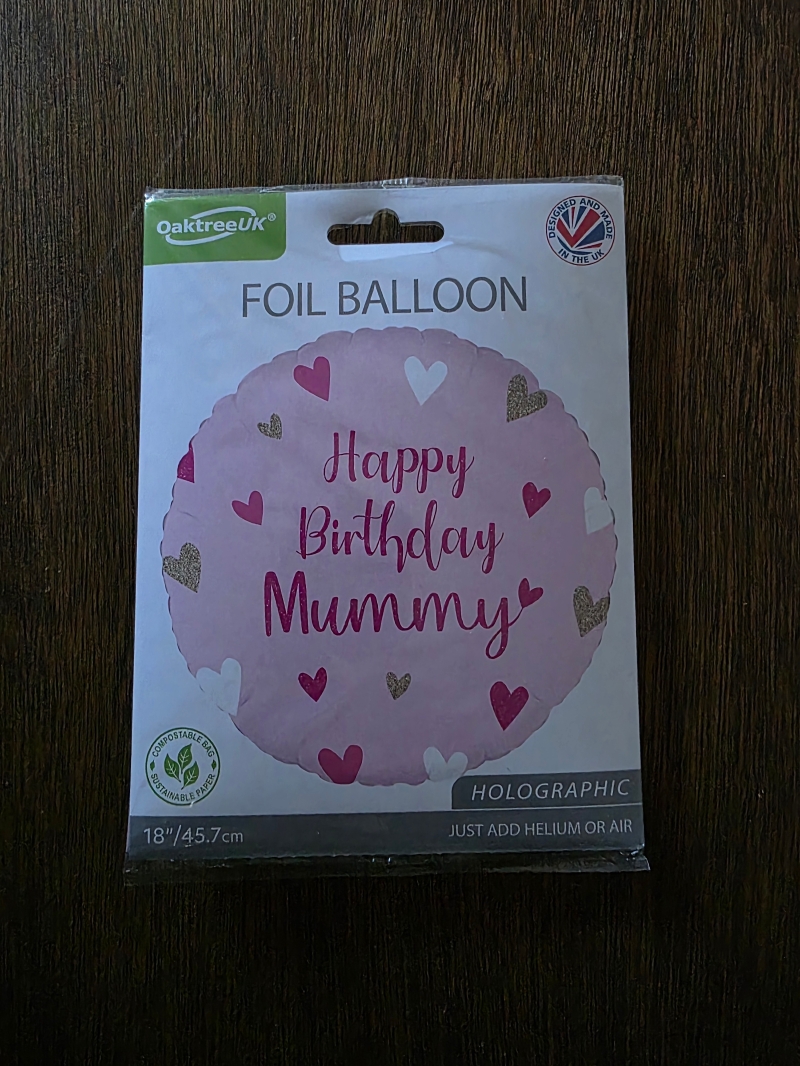 OaktreeUK®
DESIGNED AND MADE
IN THE UK
FOIL BALLOON
Happy
Birthday
Mummy
COMPOSTABLE BAG
SUSTAINABLE PAPER
HOLOGRAPHIC
18"/45.7cm
JUST ADD HELIUM OR AIR